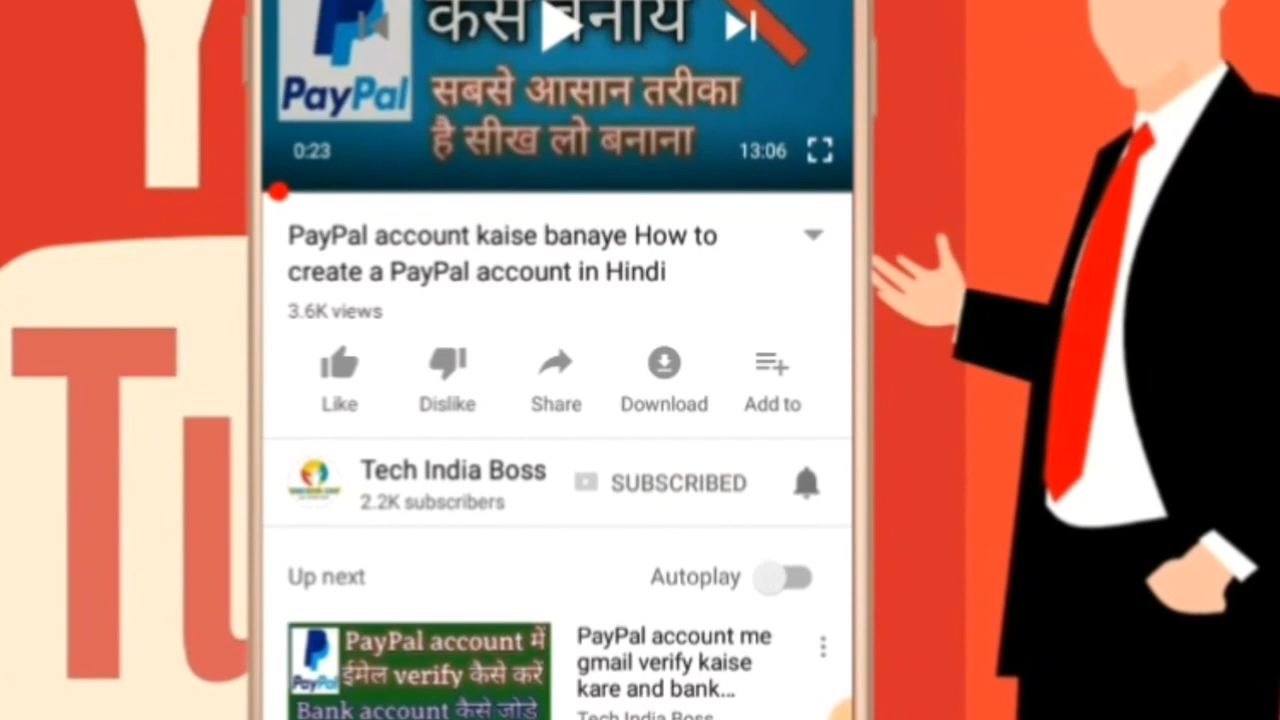 कैसे बनाये
PayPal
सबसे आसान तरीका
है सीख लो बनाना
0:23
13:06
PayPal account kaise banaye How to
create a PayPal account in Hindi
3.6K views
Like
Dislike
Share
Download
Add to
Tech India Boss
2.2K subscribers
SUBSCRIBED
Up next
Autoplay
PayPal account में
ईमेल verify कैसे करें
PayPal
Bank account कैसे जोड़े
PayPal account me
gmail verify kaise
kare and bank...
Tech India Boss
Y
Tu